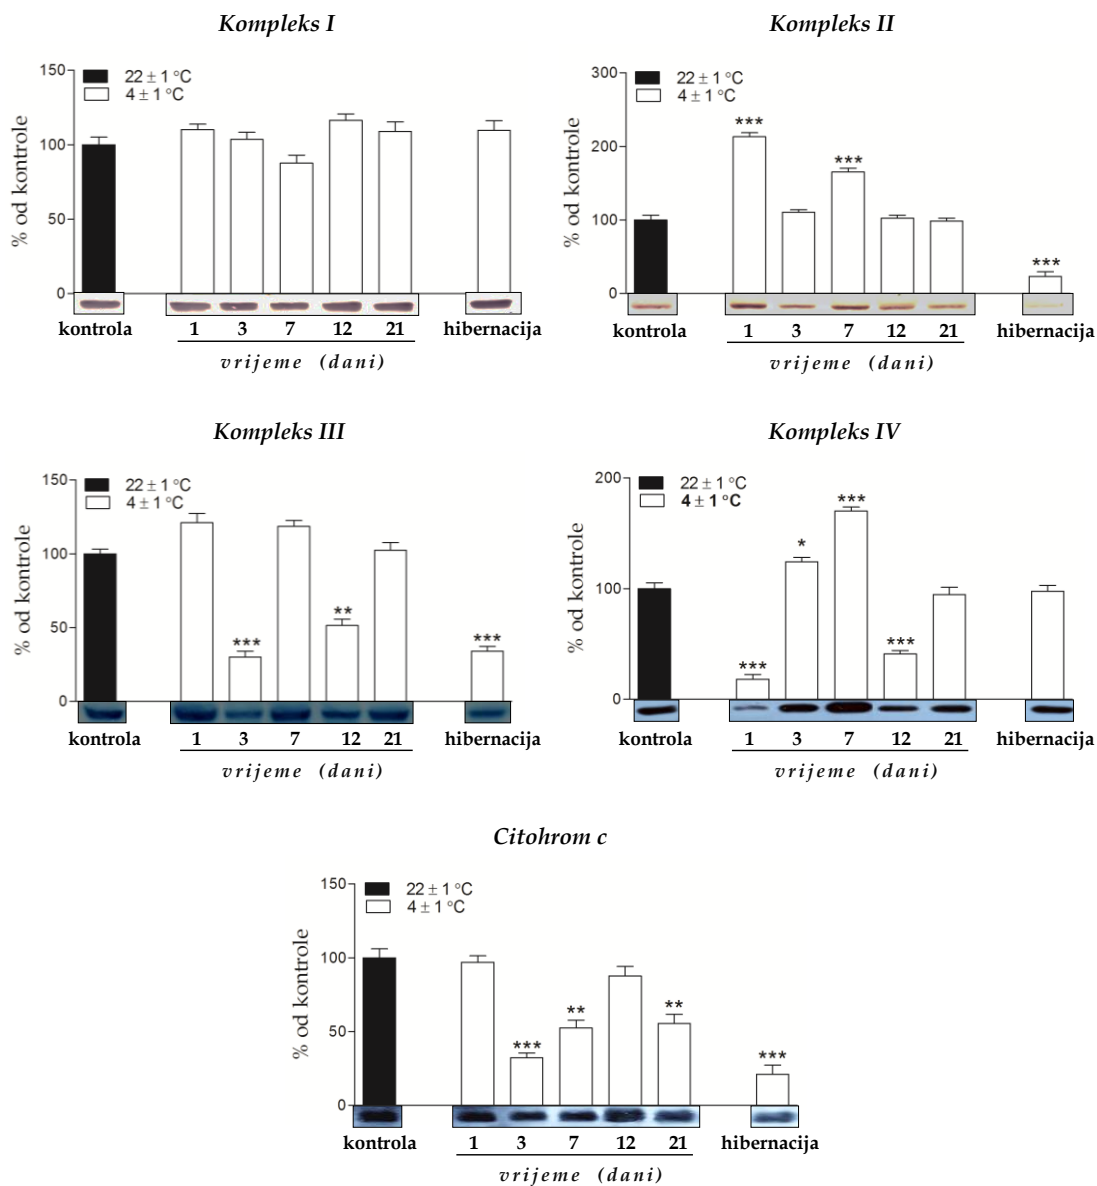 Kompleks I
% od kontrole
150
100
50
0
22 ± 1 °C
4 ± 1 °C
kontrola 1 3 7 12 21 hibernacija
vrijeme (dani)
Kompleks II
% od kontrole
300
200
100
0
22 ± 1 °C
4 ± 1 °C
*** *** ***
kontrola 1 3 7 12 21 hibernacija
vrijeme (dani)
Kompleks III
% od kontrole
150
100
50
0
22 ± 1 °C
4 ± 1 °C
*** ** ***
kontrola 1 3 7 12 21 hibernacija
vrijeme (dani)
Kompleks IV
% od kontrole
200
100
0
22 ± 1 °C
4 ± 1 °C
*** * *** ***
kontrola 1 3 7 12 21 hibernacija
vrijeme (dani)
Citohrom c
% od kontrole
150
100
50
0
22 ± 1 °C
4 ± 1 °C
*** ** ** ***
kontrola 1 3 7 12 21 hibernacija
vrijeme (dani)